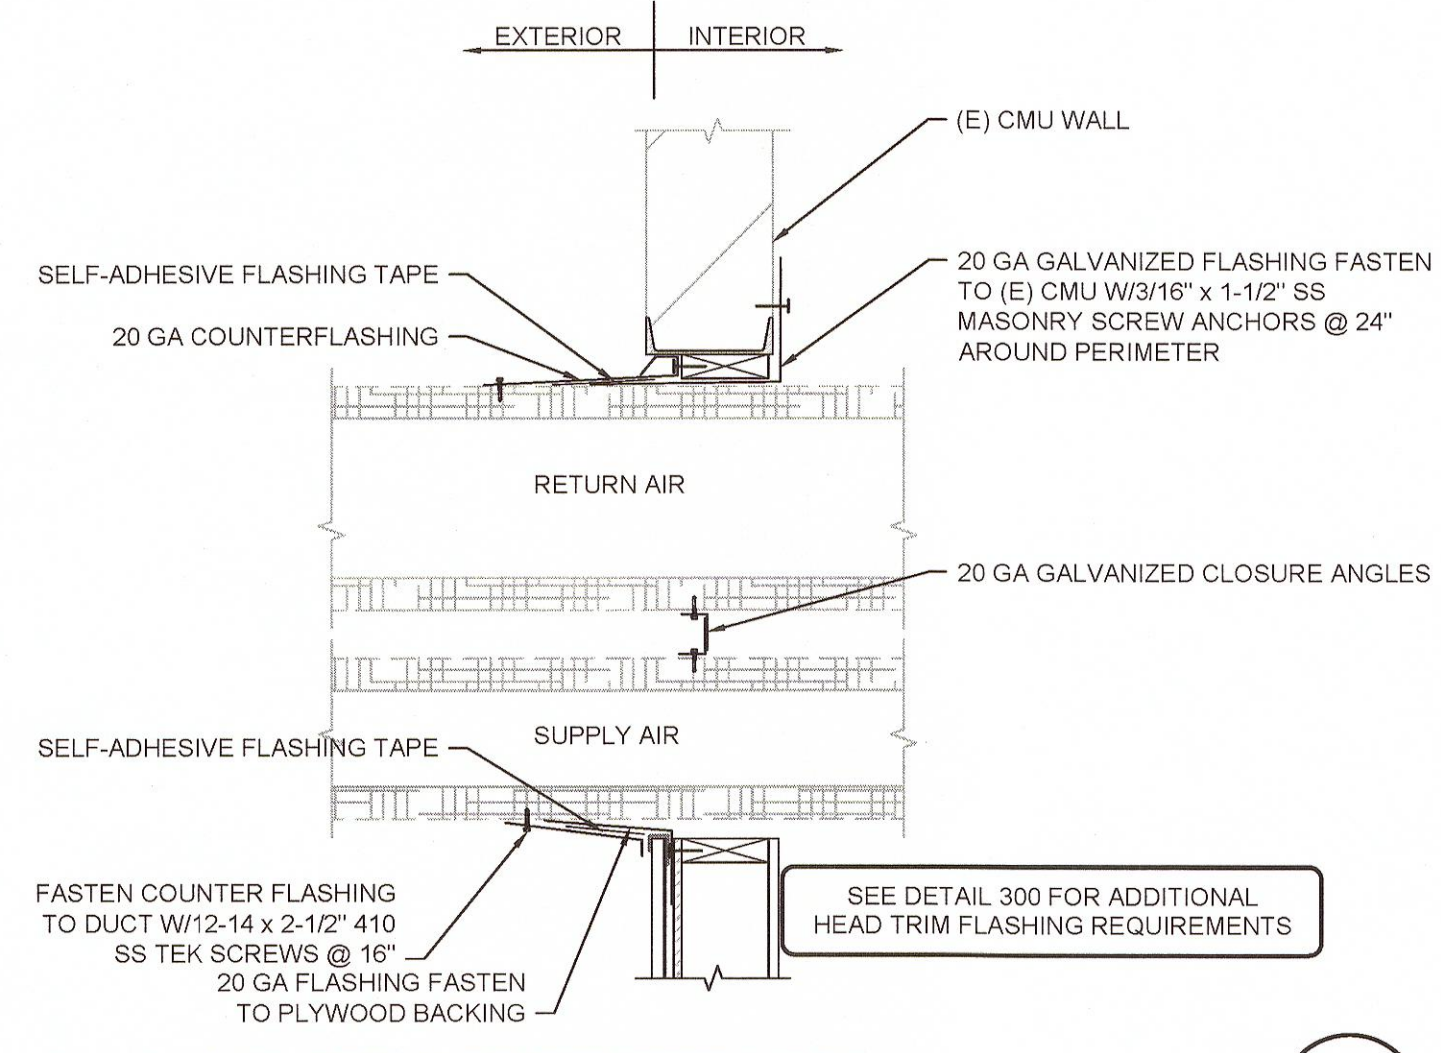 EXTERIOR
INTERIOR
(E) CMU WALL
SELF-ADHESIVE FLASHING TAPE
20 GA COUNTERFLASHING
20 GA GALVANIZED FLASHING FASTEN
TO (E) CMU W/3/16" x 1-1/2" SS
MASONRY SCREW ANCHORS @ 24"
AROUND PERIMETER
RETURN AIR
20 GA GALVANIZED CLOSURE ANGLES
SUPPLY AIR
SELF-ADHESIVE FLASHING TAPE
FASTEN COUNTER FLASHING
TO DUCT W/12-14 x 2-1/2" 410
SS TEK SCREWS @ 16"
20 GA FLASHING FASTEN
TO PLYWOOD BACKING
SEE DETAIL 300 FOR ADDITIONAL
HEAD TRIM FLASHING REQUIREMENTS